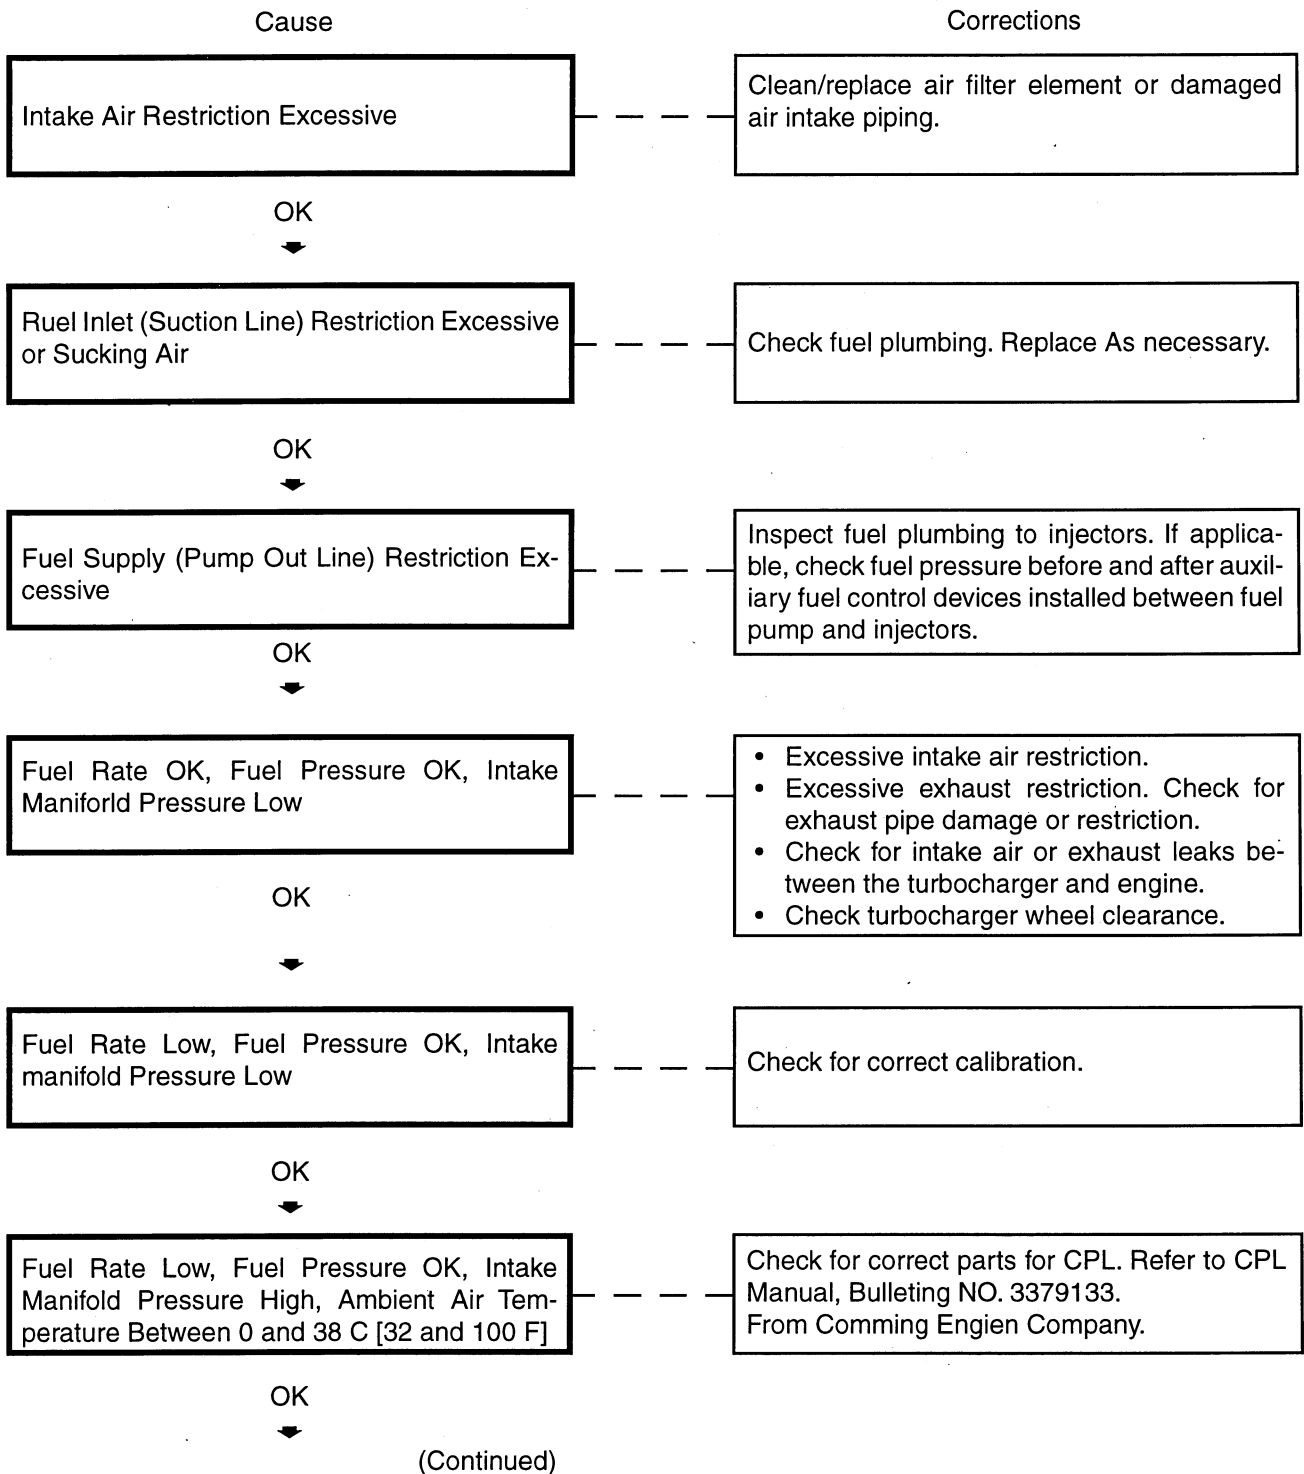 Cause
Corrections
Intake Air Restriction Excessive
Clean/replace air filter element or damaged
air intake piping.
OK
Ruel Inlet (Suction Line) Restriction Excessive
or Sucking Air
Check fuel plumbing. Replace As necessary.
OK
Fuel Supply (Pump Out Line) Restriction Ex-
cessive
Inspect fuel plumbing to injectors. If applica-
ble, check fuel pressure before and after auxil-
iary fuel control devices installed between fuel
pump and injectors.
OK
Fuel Rate OK, Fuel Pressure OK, Intake
Maniforld Pressure Low
• Excessive intake air restriction.
• Excessive exhaust restriction. Check for
exhaust pipe damage or restriction.
• Check for intake air or exhaust leaks be-
tween the turbocharger and engine.
• Check turbocharger wheel clearance.
OK
Fuel Rate Low, Fuel Pressure OK, Intake
manifold Pressure Low
Check for correct calibration.
OK
Fuel Rate Low, Fuel Pressure OK, Intake
Manifold Pressure High, Ambient Air Tem-
perature Between 0 and 38 C [32 and 100 F]
Check for correct parts for CPL. Refer to CPL
Manual, Bulleting NO. 3379133.
From Comming Engien Company.
OK
(Continued)